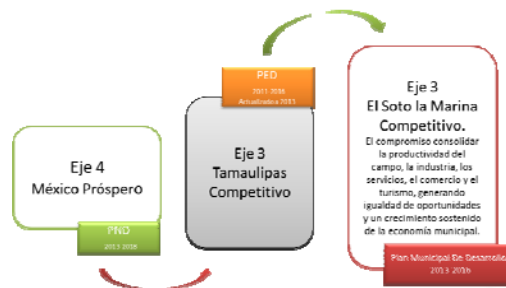 Eje 4
México Próspero
PND
2013-2018
PED
2011-2016
Actualizado 2013
Eje 3
Tamaulipas
Competitivo
Eje 3
El Soto la Marina
Competitivo.
El compromiso consolidar
la productividad del
campo, la industria, los
servicios, el comercio y el
turismo, generando
igualdad de oportunidades
y un crecimiento sostenido
de la economía municipal.
Plan Municipal De Desarrollo
2013-2016